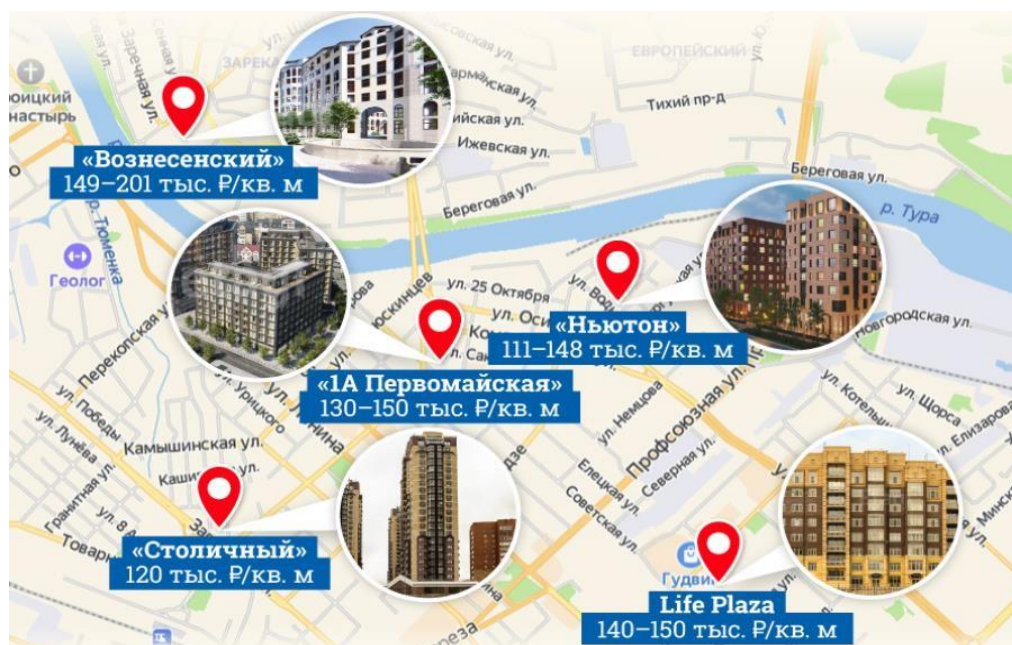 Заречная ул.
ЗАРЕКА
ЕВРОПЕЙСКИЙ
Тихий пр-д
Ижевская ул.
Береговая ул.
Береговая ул.
р. Тура
«Вознесенский»
149–201 тыс. ₽/кв. м
р. Тюменка
Геолог
ул. 25 Октября
«Ньютон»
111–148 тыс. ₽/кв. м
Новгородская ул.
Перекопская ул.
«1А Первомайская»
130–150 тыс. ₽/кв. м
ул. Урицкого
ул. Победы
ул. Лунёва
Камышинская ул.
Гранитная ул.
ул. Немцова
Профсоюзная ул.
Северная ул.
Елецкая ул.
Советская ул.
ул. Щорса
«Столичный»
120 тыс. ₽/кв. м
Life Plaza
140–150 тыс. ₽/кв. м